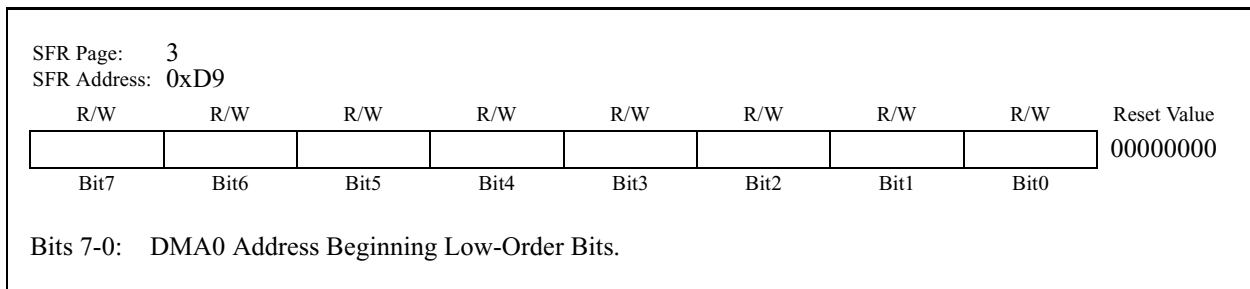 SFR Page: 3
SFR Address: 0xD9
R/W R/W R/W R/W R/W R/W R/W R/W Reset Value
00000000
Bit7 Bit6 Bit5 Bit4 Bit3 Bit2 Bit1 Bit0
Bits 7-0: DMA0 Address Beginning Low-Order Bits.